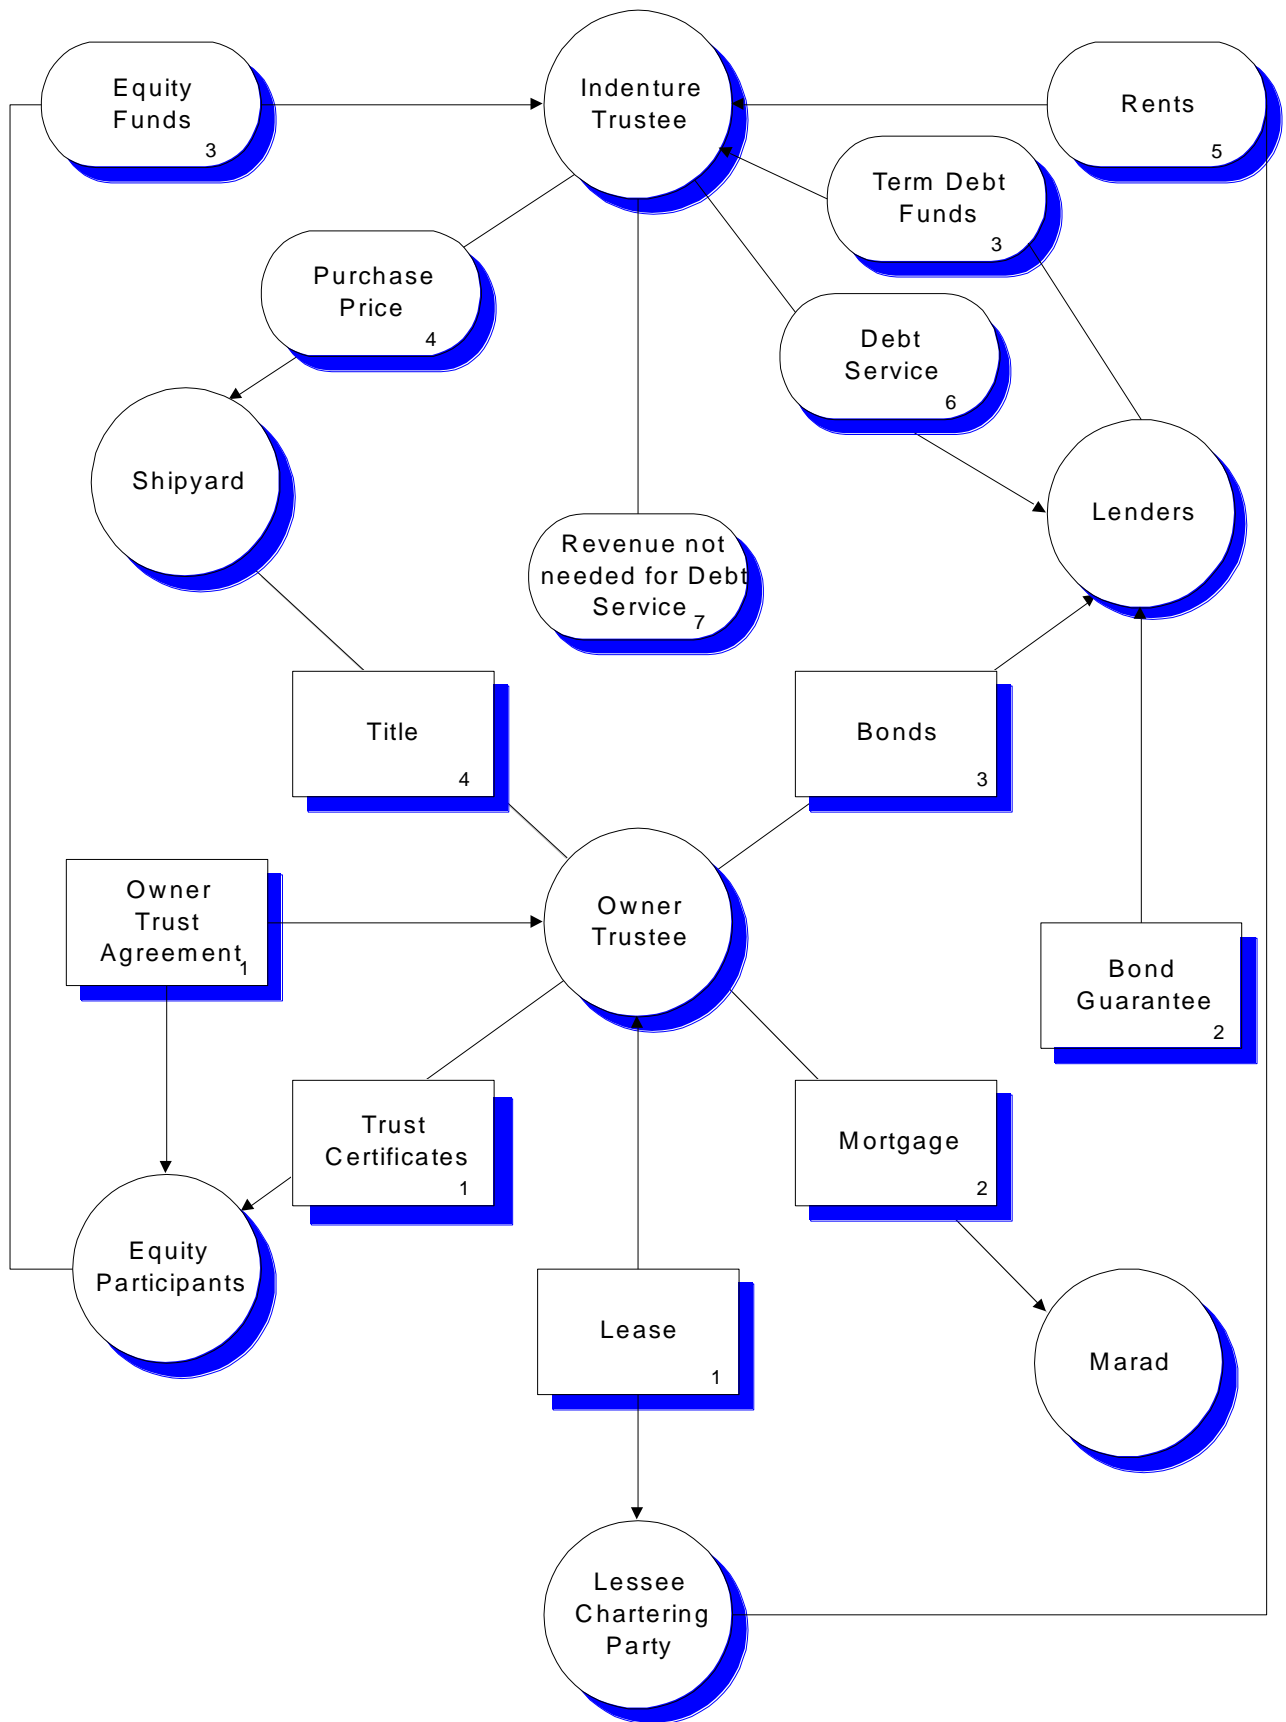 Equity
Funds
3
Indenture
Trustee
Rents
5
Term Debt
Funds
3
Purchase
Price
4
Debt
Service
6
Shipyard
Lenders
Revenue not
needed for Debt
Service
7
Title
4
Bonds
3
Owner
Trust
Agreement
1
Owner
Trustee
Bond
Guarantee
2
Trust
Certificates
1
Mortgage
2
Equity
Participants
Lease
1
Marad
Lessee
Chartering
Party